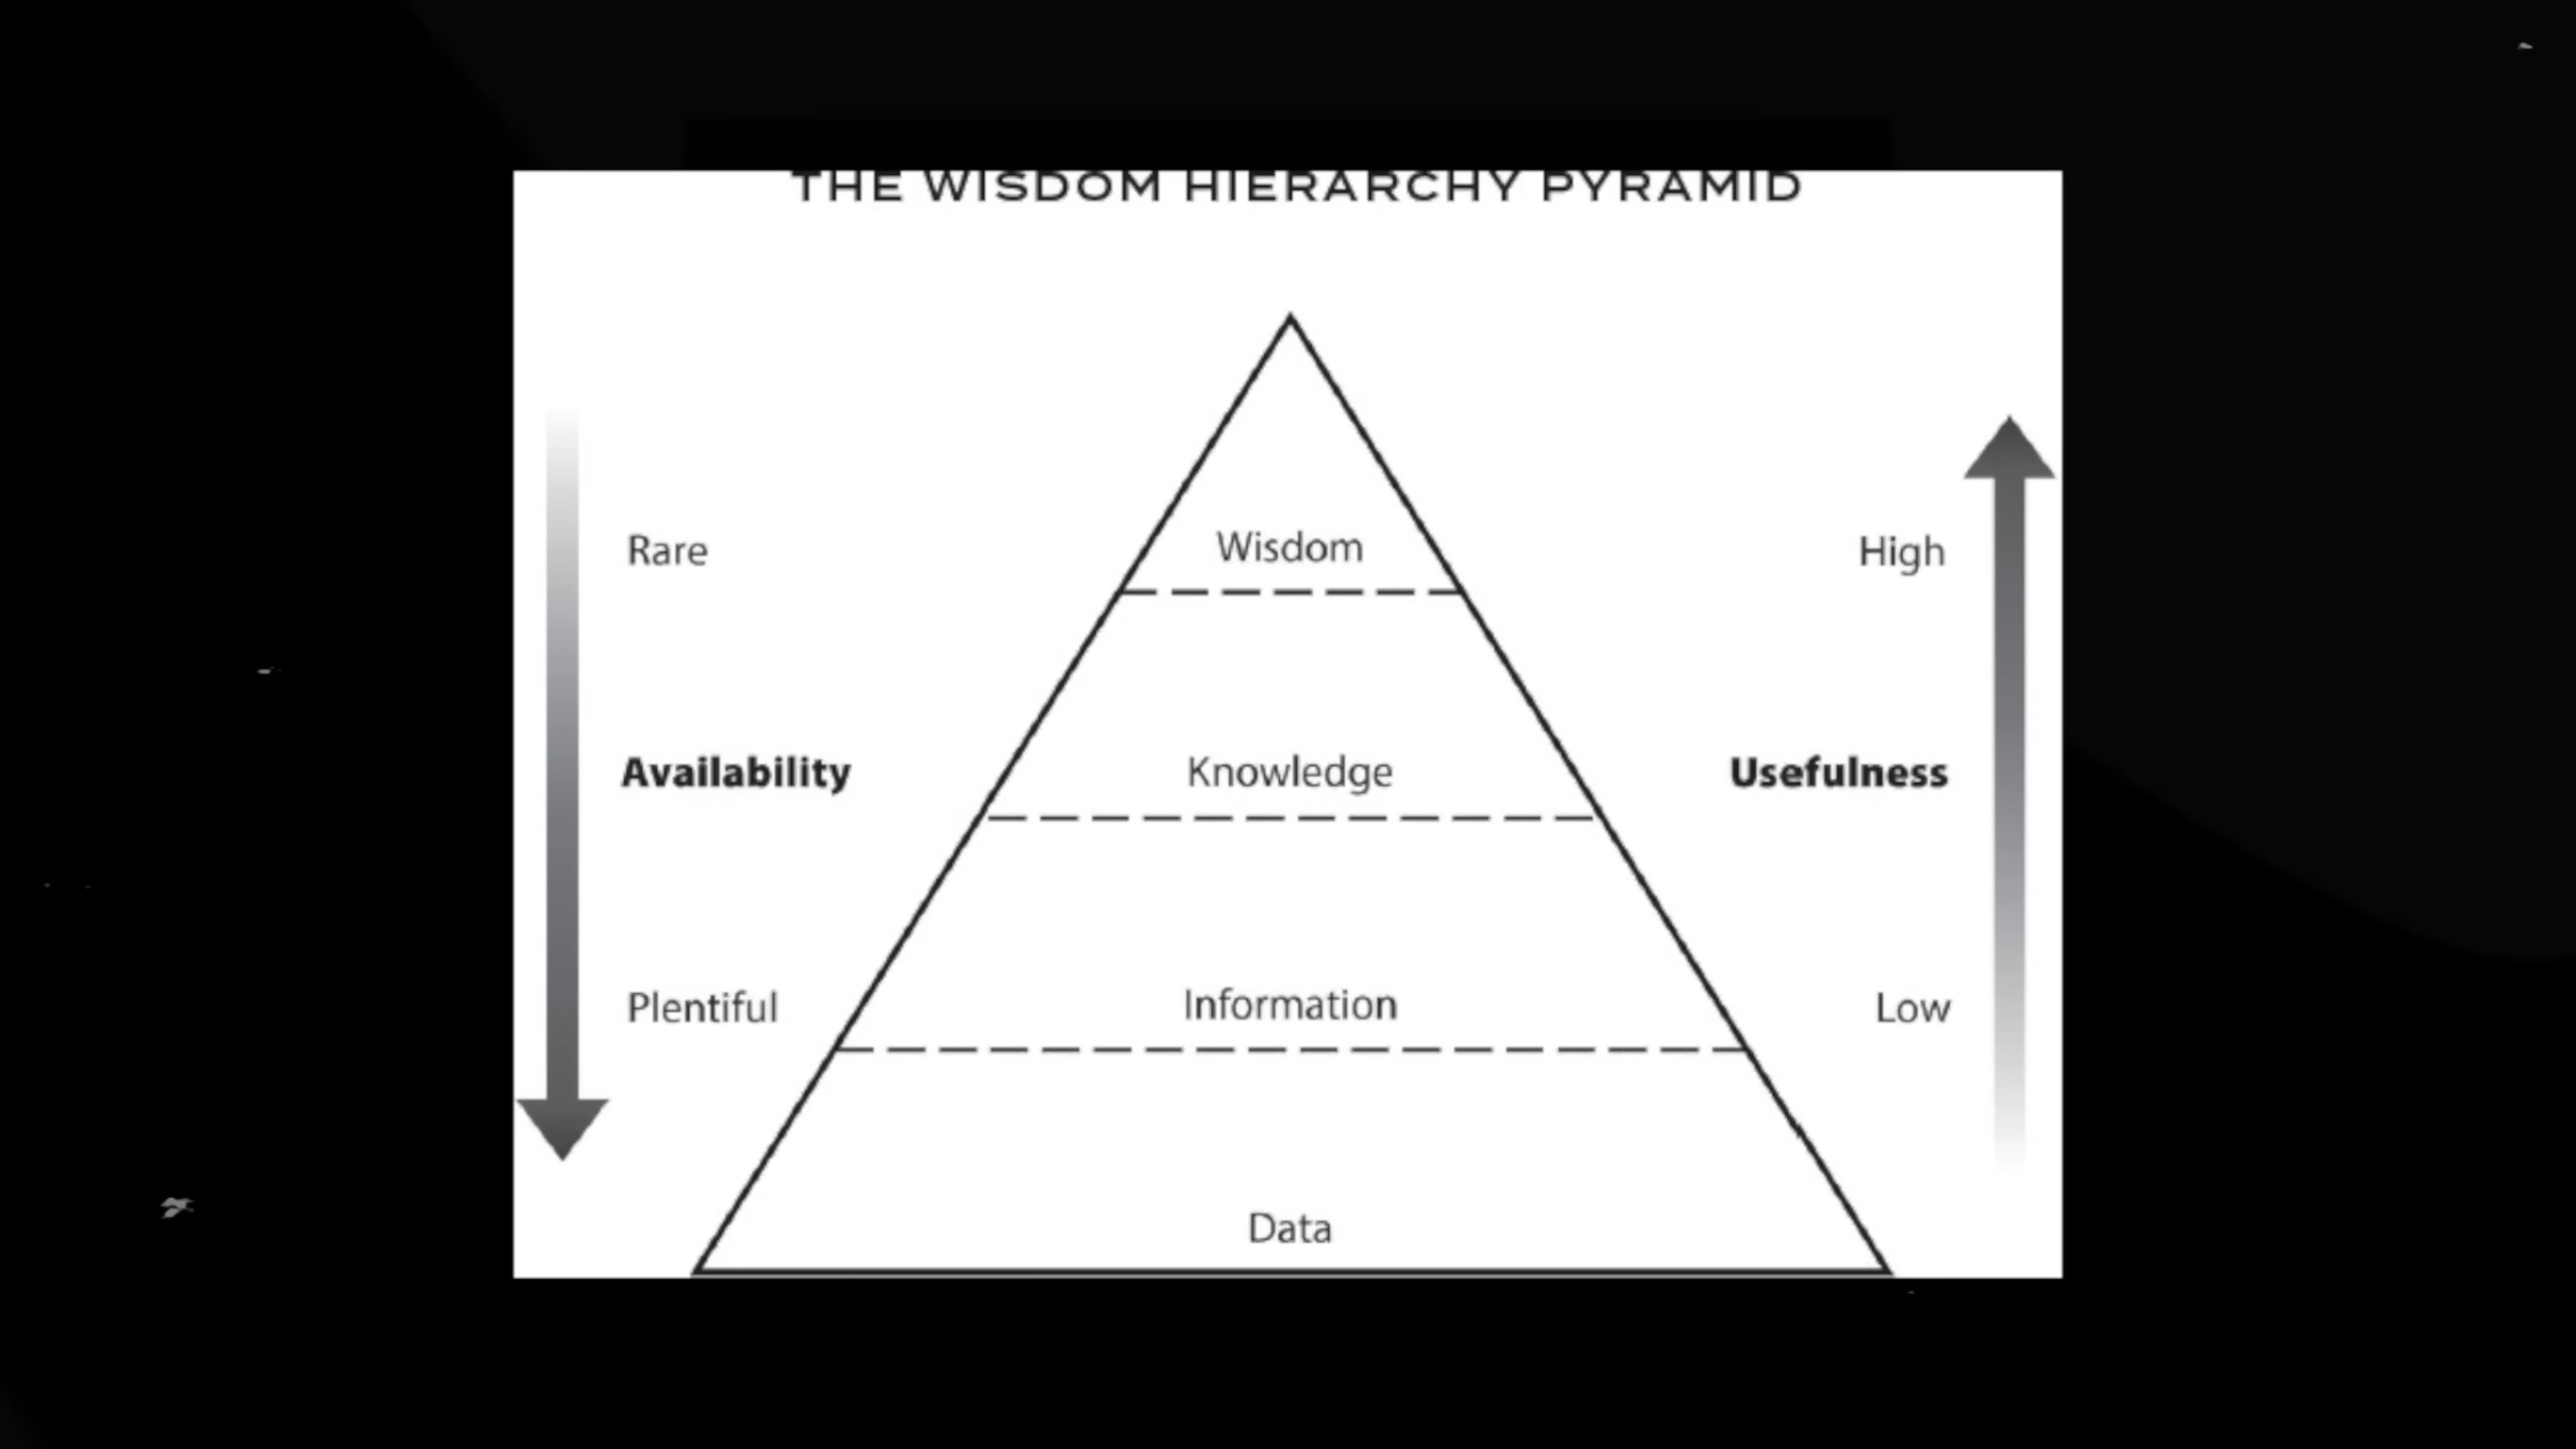 THE WISDOM HIERARCHY PYRAMID
Rare
Wisdom
High
Availability
Knowledge
Usefulness
Plentiful
Information
Low
Data